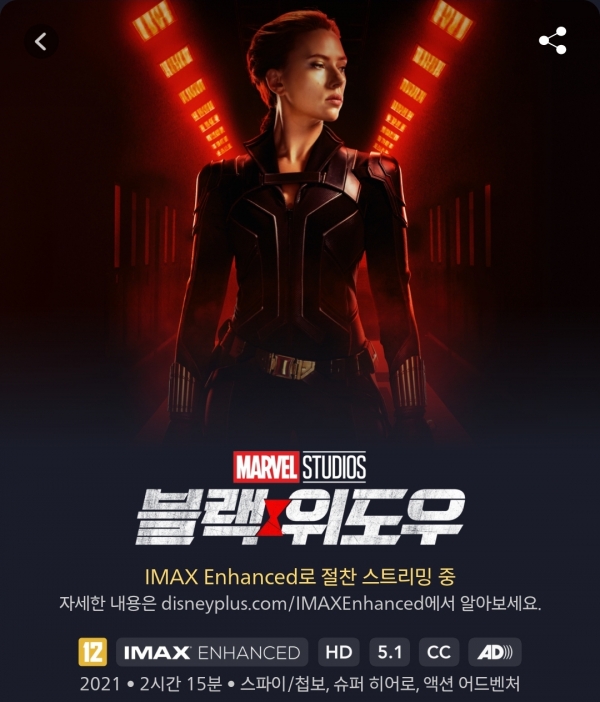 MARVEL STUDIOS
블랙 위도우
IMAX Enhanced로 절찬 스트리밍 중
자세한 내용은 disneyplus.com/IMAXEnhanced에서 알아보세요.
12 IMAX ENHANCED HD 5.1 CC AD
2021 • 2시간 15분 • 스파이/첩보, 슈퍼 히어로, 액션 어드벤처